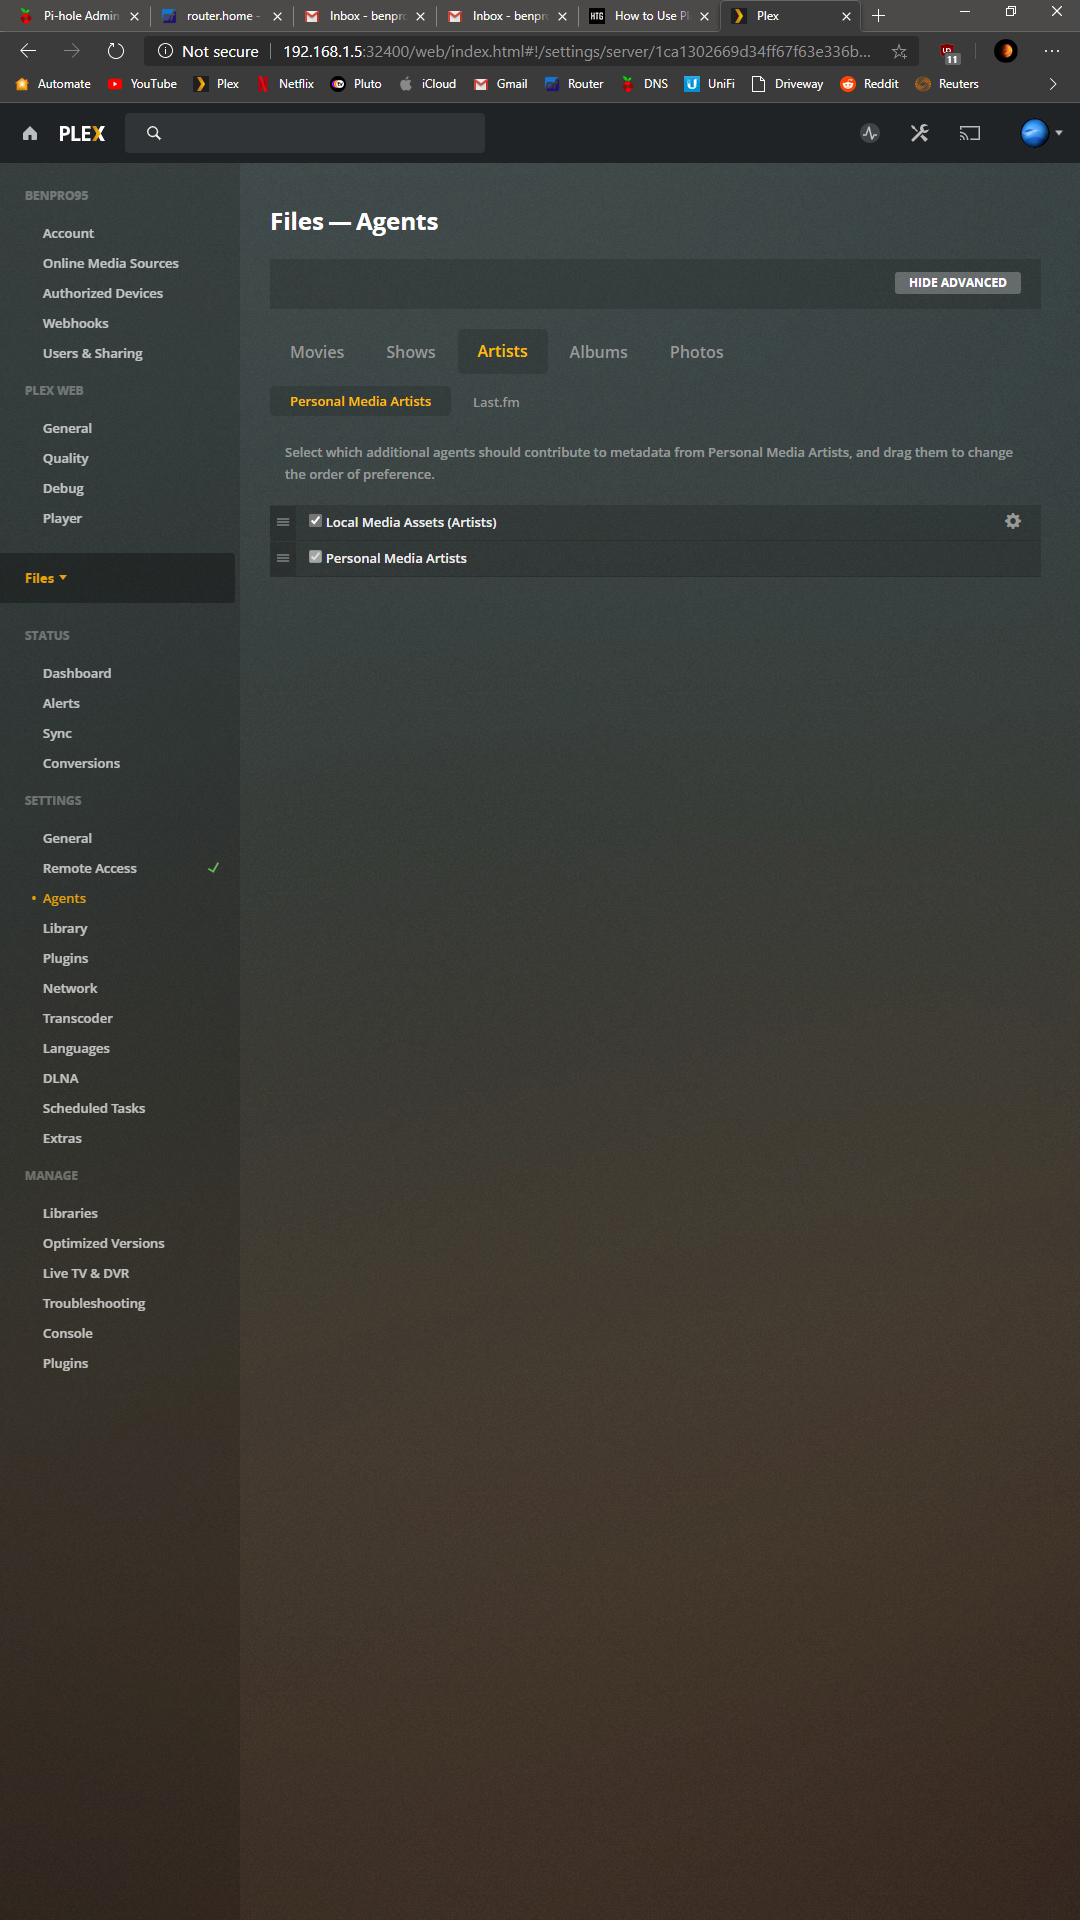 Pi-hole Admin
router.home -
Inbox - benpro
Inbox - benpro
HTG How to Use Pl
Plex
Not secure 192.168.1.5:32400/web/index.html#!/settings/server/1ca1302669d34ff67f63e336b...
11
Automate YouTube Plex Netflix Pluto iCloud Gmail Router DNS UniFi Driveway Reddit Reuters
PLEX
BENPRO95
Account
Online Media Sources
Authorized Devices
Webhooks
Users & Sharing
PLEX WEB
General
Quality
Debug
Player
Files
STATUS
Dashboard
Alerts
Sync
Conversions
SETTINGS
General
Remote Access
Agents
Library
Plugins
Network
Transcoder
Languages
DLNA
Scheduled Tasks
Extras
MANAGE
Libraries
Optimized Versions
Live TV & DVR
Troubleshooting
Console
Plugins
Files — Agents
HIDE ADVANCED
Movies Shows Artists Albums Photos
Personal Media Artists Last.fm
Select which additional agents should contribute to metadata from Personal Media Artists, and drag them to change
the order of preference.
Local Media Assets (Artists)
Personal Media Artists